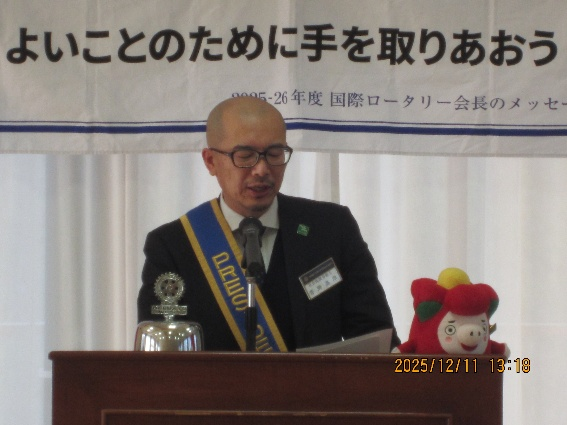 よいことのために手を取りあおう
2025-26年度 国際ロータリー会長のメッセー
2025/12/11 13:18